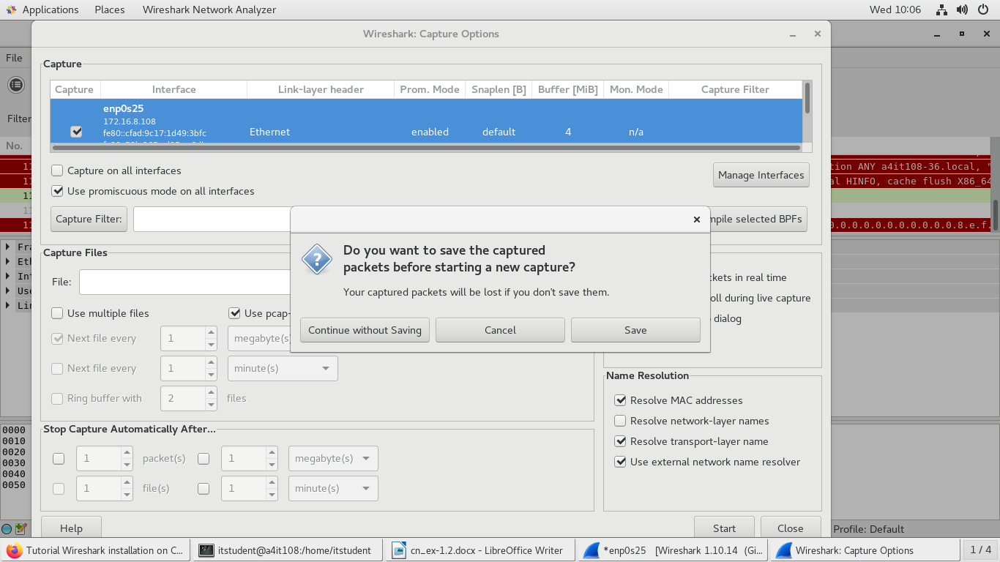 Applications Places Wireshark Network Analyzer Wed 10:06
Wireshark: Capture Options
File
Filter
No.
Capture
Capture Interface Link-layer header Prom. Mode Snaplen [B] Buffer [MiB] Mon. Mode Capture Filter
enp0s25
172.16.8.108
fe80::cfad:9c17:1d49:3bfc
Ethernet enabled default 4 n/a
Capture on all interfaces
Manage Interfaces
Use promiscuous mode on all interfaces
Capture Filter:
mpile selected BPFs
tion ANY a4it108-36.local, "
al HINFO, cache flush X86_64
0.0.0.0.0.0.0.0.0.0.8.e.f.
11
11
11
11
11
Do you want to save the captured
packets before starting a new capture?
Your captured packets will be lost if you don't save them.
Continue without Saving Cancel Save
Capture Files
File:
Use multiple files Use pcap-
Next file every 1 megabyte(s)
Next file every 1 minute(s)
Ring buffer with 2 files
kets in real time
oll during live capture
dialog
Name Resolution
Resolve MAC addresses
Resolve network-layer names
Resolve transport-layer name
Use external network name resolver
Stop Capture Automatically After...
1 packet(s) 1 megabyte(s)
1 file(s) 1 minute(s)
Fra
Eth
Int
Use
Lin
0000
0010
0020
0030
0040
0050
Help Start Close
Profile: Default
Tutorial Wireshark installation on C... itstudent@a4it108:/home/itstudent cn_ex-1.2.docx - LibreOffice Writer *enp0s25 [Wireshark 1.10.14 (Gi... Wireshark: Capture Options 1 / 4